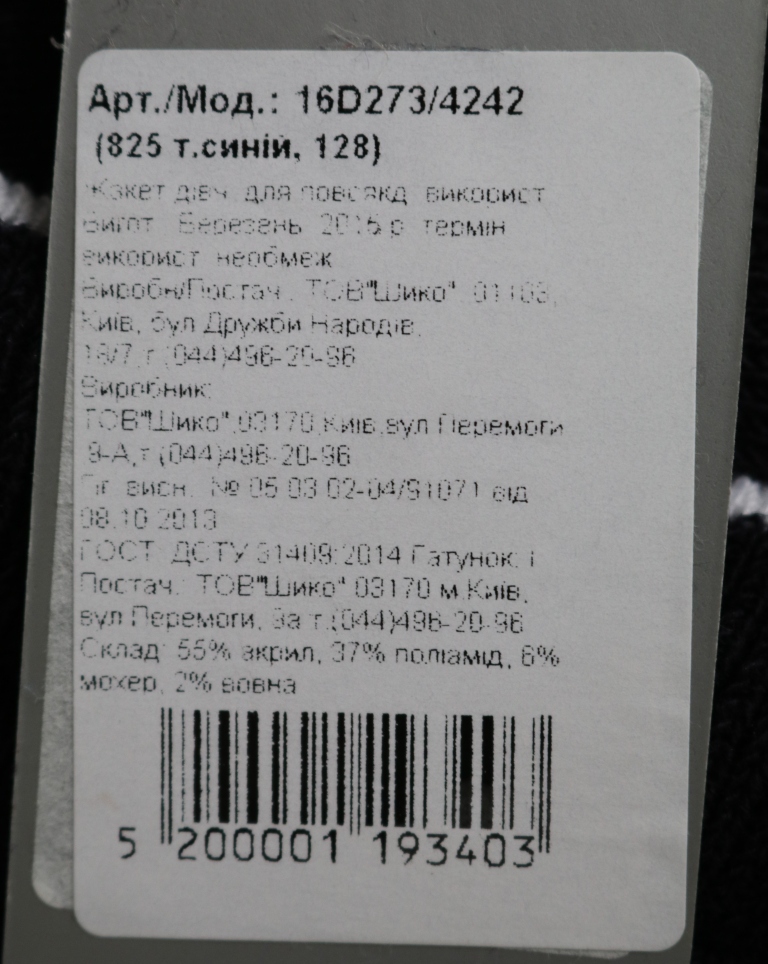 Арт./Мод.: 16D273/4242
(825 т.синій, 128)
Жакет дівч. для повсякд. використ.
Вигот. Березень 2016 р. термін
використ. необмеж.
Виробн/Постач.: ТОВ"Шико" 01103,
Київ, бул Дружби Народів,
18/7,т.(044)496-20-96
Виробник:
ТОВ"Шико",03170,Київ,вул Перемоги
9-А,т.(044)496-20-96
Гіг. висн. № 05.03.02-04/91071 від
08.10.2013
ГОСТ: ДСТУ 31409:2014 Гатунок: І
Постач.: ТОВ"Шико" 03170 м.Київ,
вул Перемоги, 9а т.(044)496-20-96
Склад: 55% акрил, 37% поліамід, 6%
мохер, 2% вовна
5 200001 193403